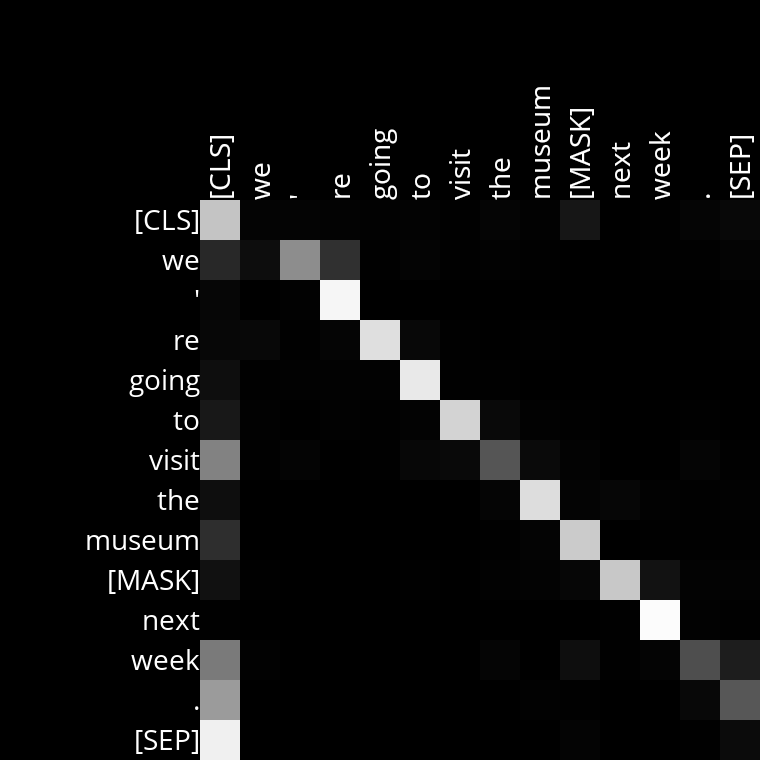 [CLS] we ' re going to visit the museum [MASK] next week . [SEP]
[CLS]
we
'
re
going
to
visit
the
museum
[MASK]
next
week
.
[SEP]